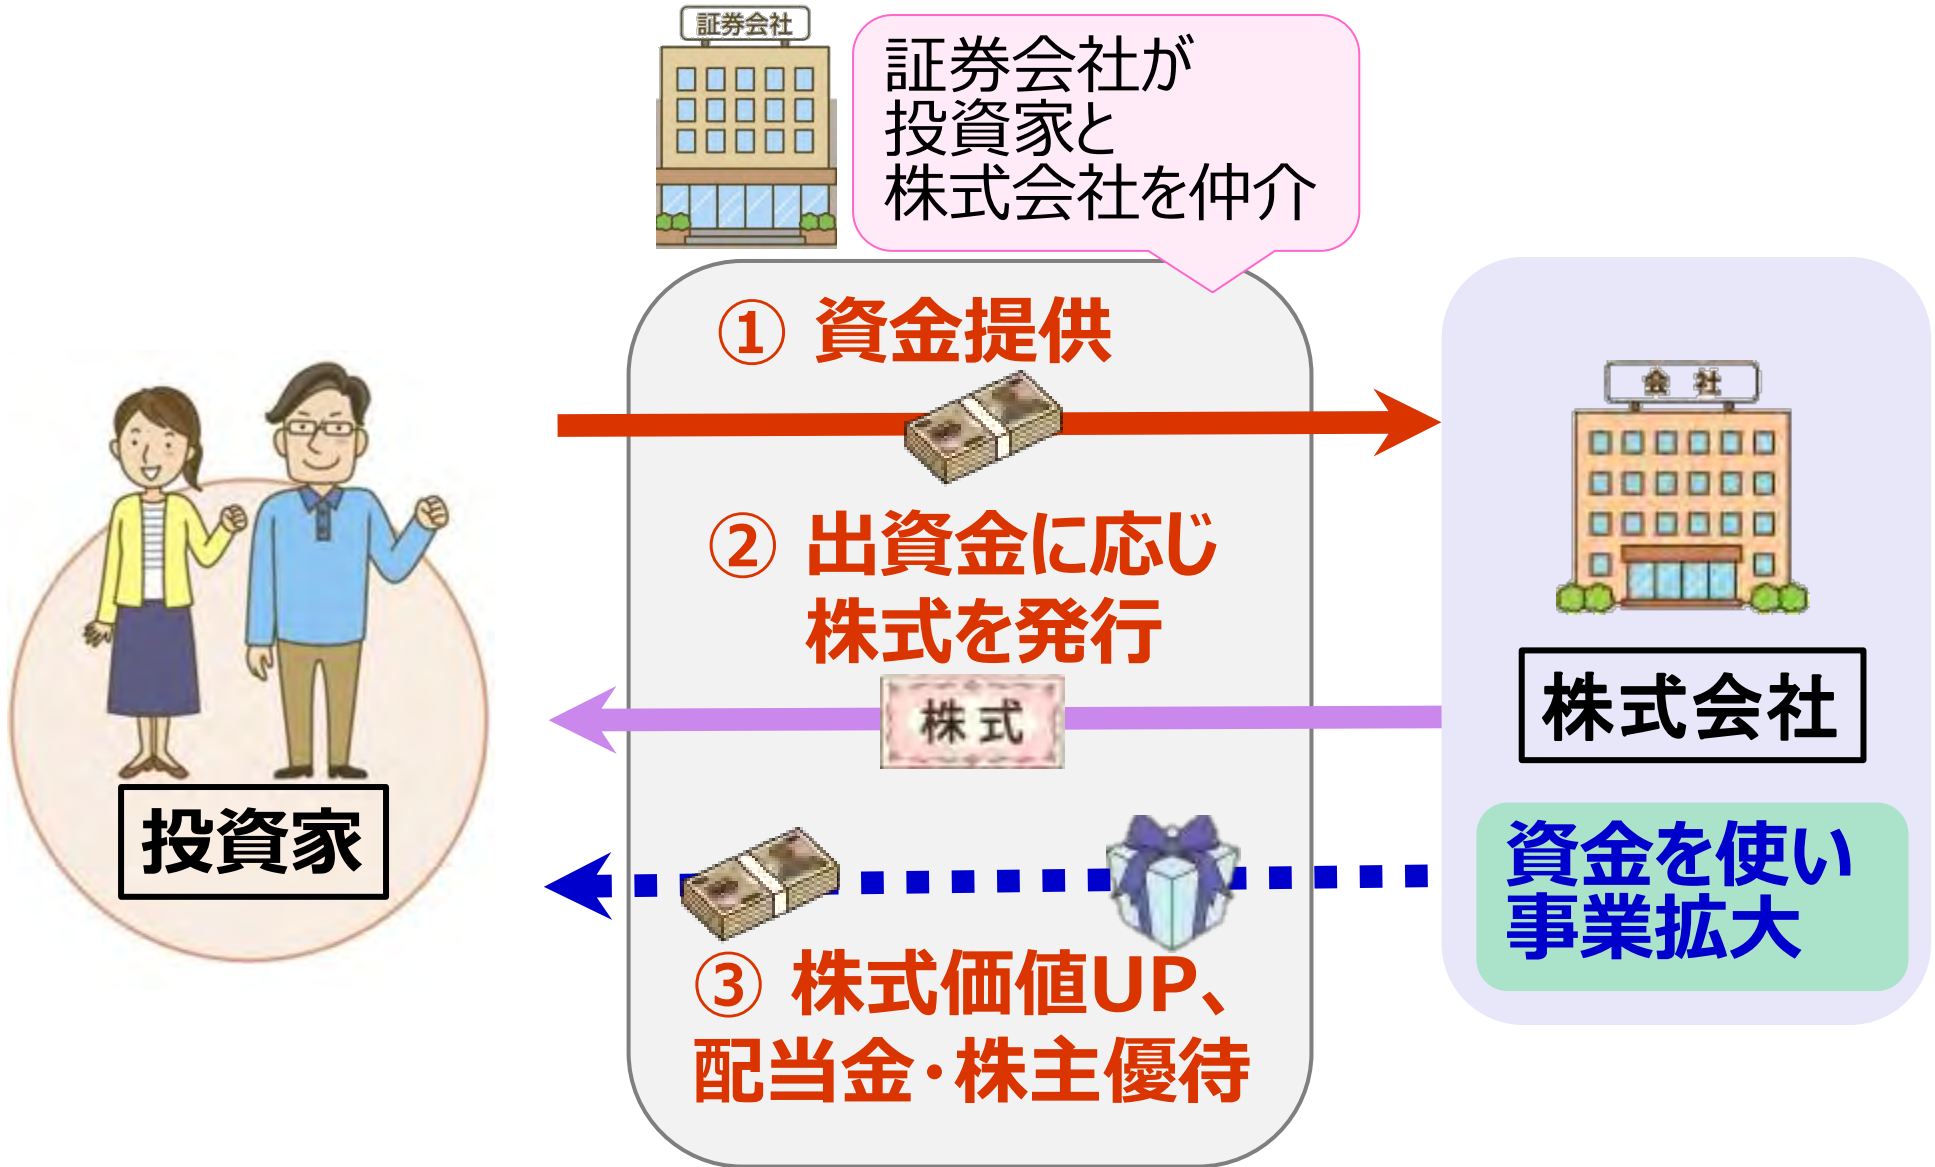 証券会社
証券会社が
投資家と
株式会社を仲介
① 資金提供
② 出資金に応じ
株式を発行
株式
③ 株式価値UP、
配当金・株主優待
投資家
会社
株式会社
資金を使い
事業拡大